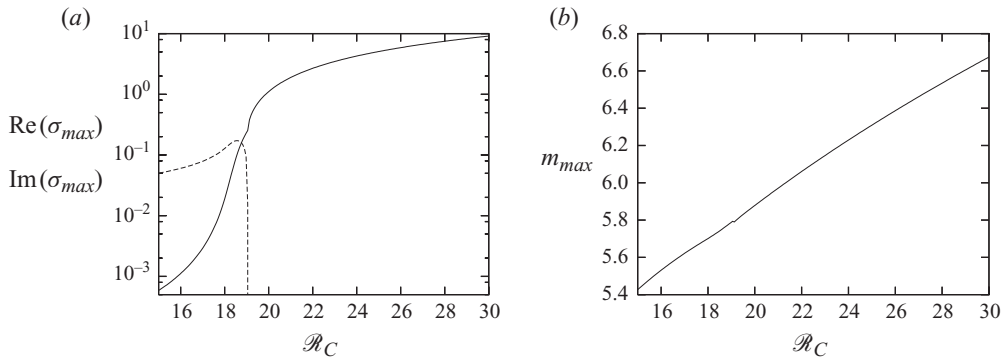 (a)
(b)
10^1
10^0
10^{-1}
10^{-2}
10^{-3}
Re(σ_max)
Im(σ_max)
16 18 20 22 24 26 28 30
ℛ_C
6.8
6.6
6.4
6.2
6.0
5.8
5.6
5.4
m_max
16 18 20 22 24 26 28 30
ℛ_C